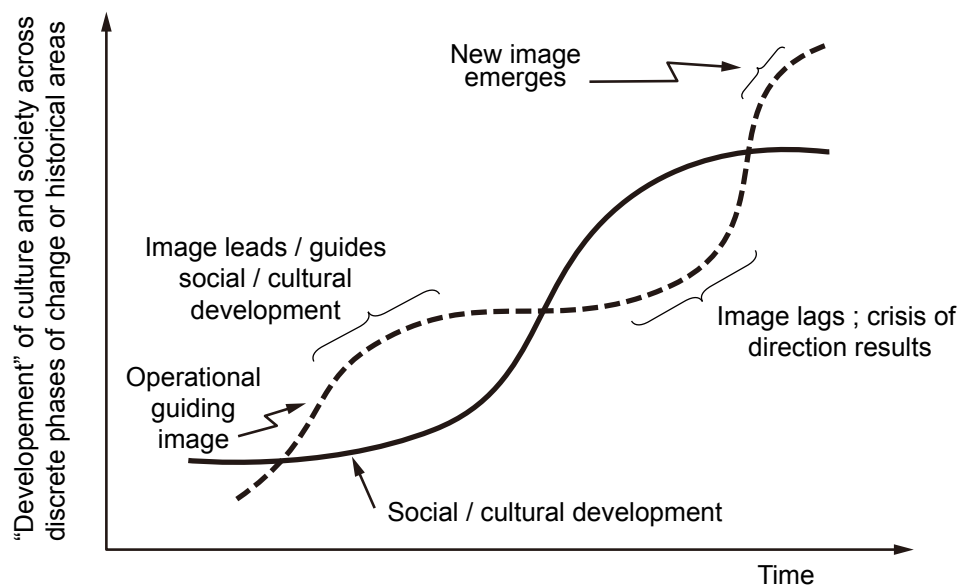 “Developement” of culture and society across
discrete phases of change or historical areas
New image
emerges
Image leads / guides
social / cultural
development
Operational
guiding
image
Image lags ; crisis of
direction results
Social / cultural development
Time